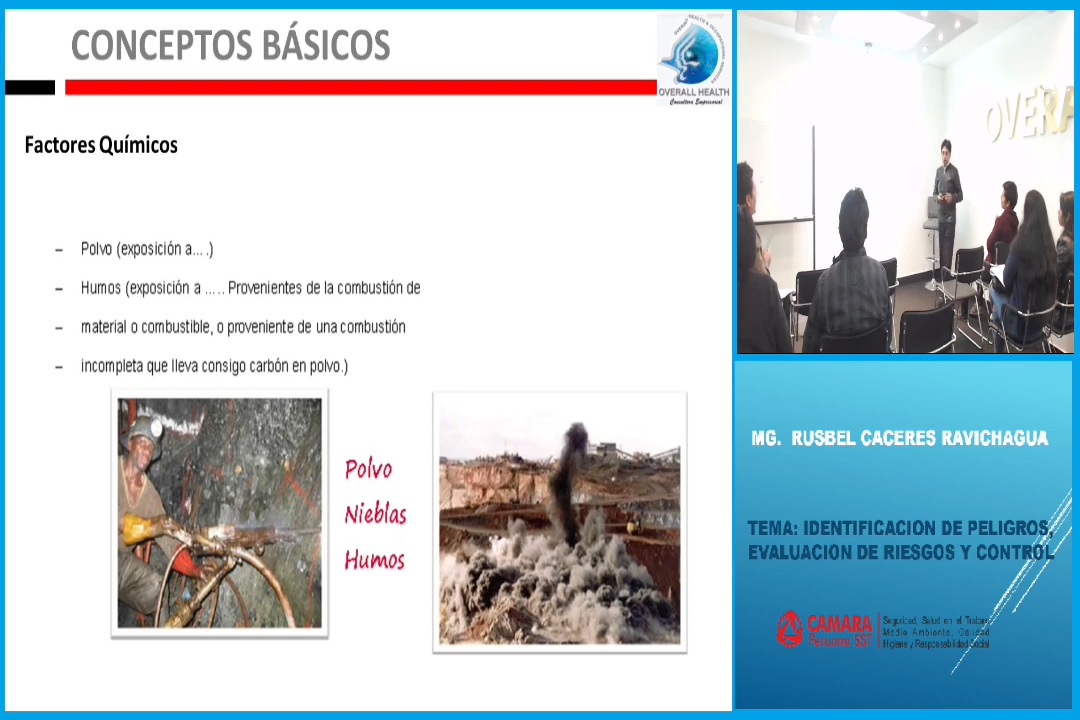 CONCEPTOS BÁSICOS
OVERALL HEALTH
Consultora Empresarial
Factores Químicos
– Polvo (exposición a... .)
– Humos (exposición a ... .. Provenientes de la combustión de
– material o combustible, o proveniente de una combustión
– incompleta que lleva consigo carbón en polvo.)
Polvo
Nieblas
Humos
OVERA
MG. RUSBEL CACERES RAVICHAGUA
TEMA: IDENTIFICACION DE PELIGROS,
EVALUACION DE RIESGOS Y CONTROL
CAMARA
Peruana SST
Seguridad, Salud en el Trabajo
Medio Ambiente, Calidad
Higiene y Responsabilidad Social